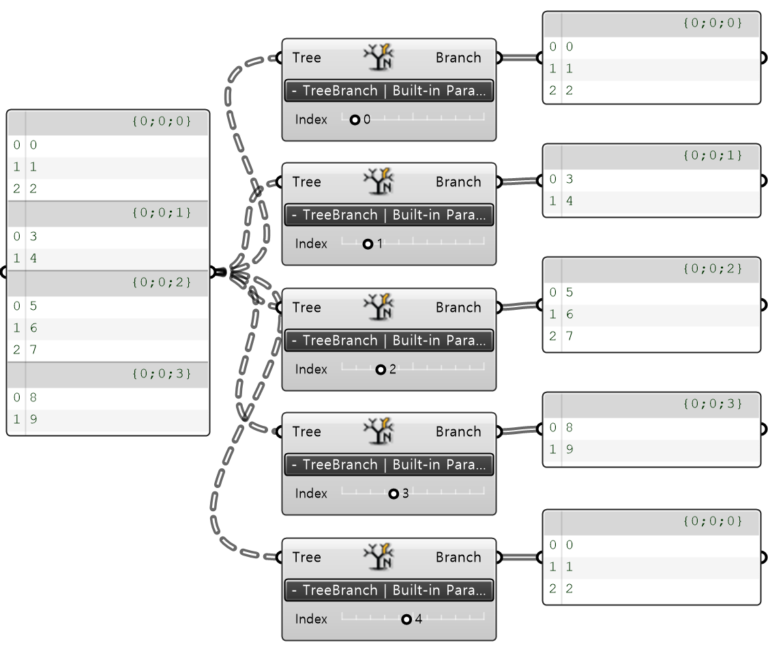 {0;0;0}
0 0
1 1
2 2
{0;0;1}
0 3
1 4
{0;0;2}
0 5
1 6
2 7
{0;0;3}
0 8
1 9
Tree N Branch
- TreeBranch | Built-in Para...
Index 0
{0;0;0}
0 0
1 1
2 2
Tree N Branch
- TreeBranch | Built-in Para...
Index 1
{0;0;1}
0 3
1 4
Tree N Branch
- TreeBranch | Built-in Para...
Index 2
{0;0;2}
0 5
1 6
2 7
Tree N Branch
- TreeBranch | Built-in Para...
Index 3
{0;0;3}
0 8
1 9
Tree N Branch
- TreeBranch | Built-in Para...
Index 4
{0;0;0}
0 0
1 1
2 2